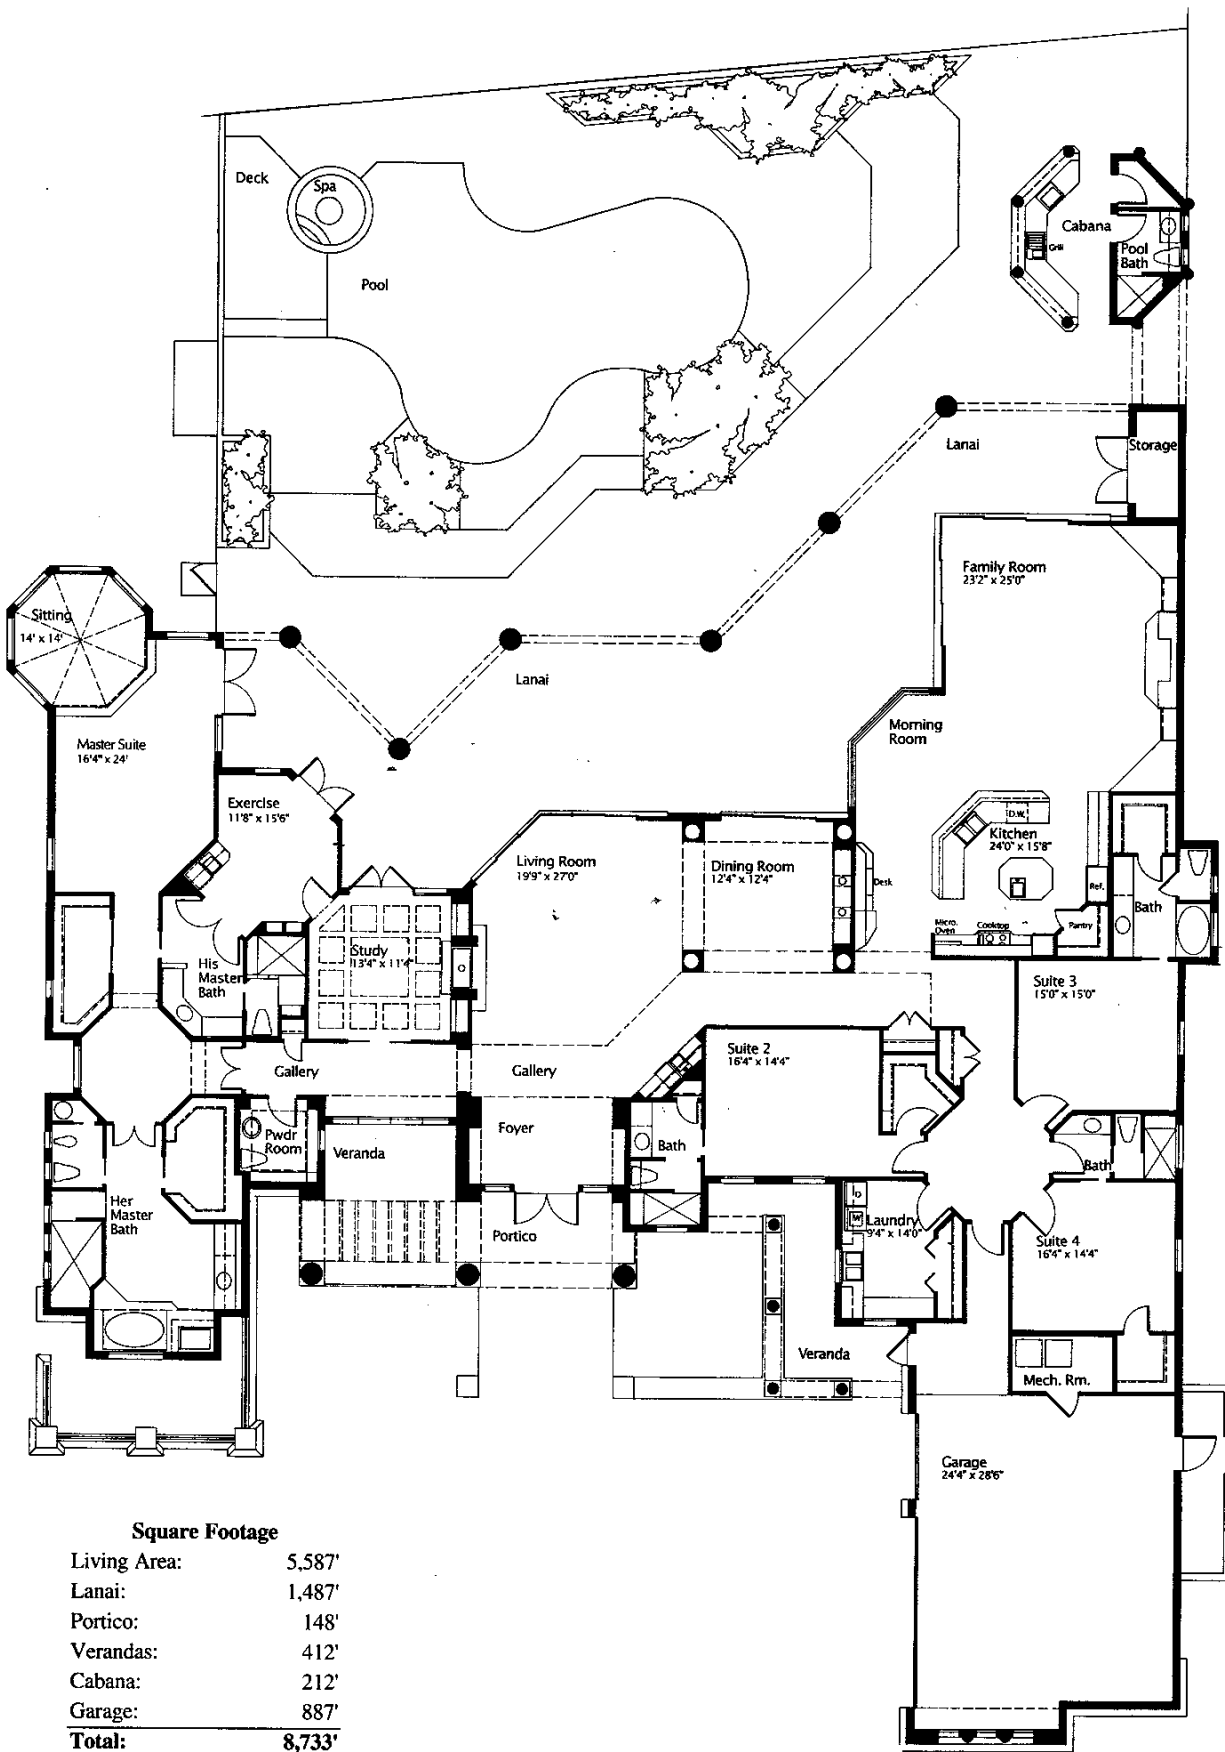 Deck
Spa
Pool
Cabana
Grill
Pool
Bath
Lanai
Storage
Family Room
23'2" x 25'0"
Sitting
14' x 14'
Lanai
Master Suite
16'4" x 24'
Morning
Room
Exercise
11'8" x 15'6"
D.W.
Kitchen
24'0" x 15'8"
Living Room
19'9" x 27'0"
Dining Room
12'4" x 12'4"
Desk
Ref.
Bath
Micro.
Oven
Cooktop
Pantry
Study
13'4" x 11'4"
His
Master
Bath
Suite 3
15'0" x 15'0"
Suite 2
16'4" x 14'4"
Gallery
Gallery
Foyer
Pwdr
Room
Veranda
Bath
Bath
Her
Master
Bath
D
W
Laundry
9'4" x 14'0"
Portico
Suite 4
16'4" x 14'4"
Veranda
Mech. Rm.
Garage
24'4" x 28'6"
Square Footage
Living Area: 5,587'
Lanai: 1,487'
Portico: 148'
Verandas: 412'
Cabana: 212'
Garage: 887'
Total: 8,733'